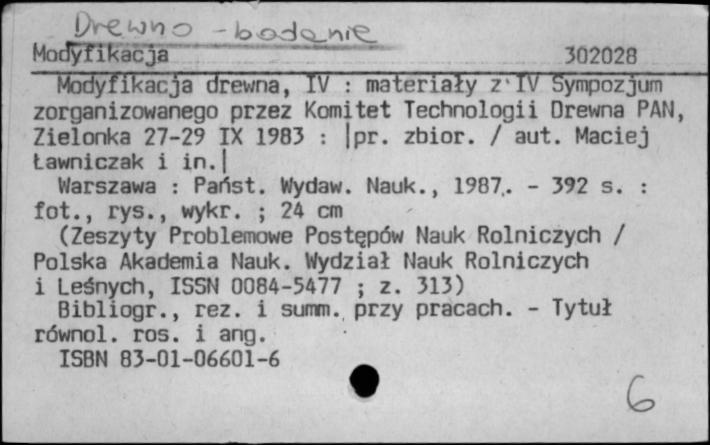 Drewno - badanie
Modyfikacja 302028
Modyfikacja drewna, IV : materiały z IV Sympozjum
zorganizowanego przez Komitet Technologii Drewna PAN,
Zielonka 27-29 IX 1983 : |pr. zbior. / aut. Maciej
Ławniczak i in.|
Warszawa : Państ. Wydaw. Nauk., 1987. - 392 s. :
fot., rys., wykr. ; 24 cm
(Zeszyty Problemowe Postępów Nauk Rolniczych /
Polska Akademia Nauk. Wydział Nauk Rolniczych
i Leśnych, ISSN 0084-5477 ; z. 313)
Bibliogr., rez. i summ. przy pracach. - Tytuł
równol. ros. i ang.
ISBN 83-01-06601-6
6